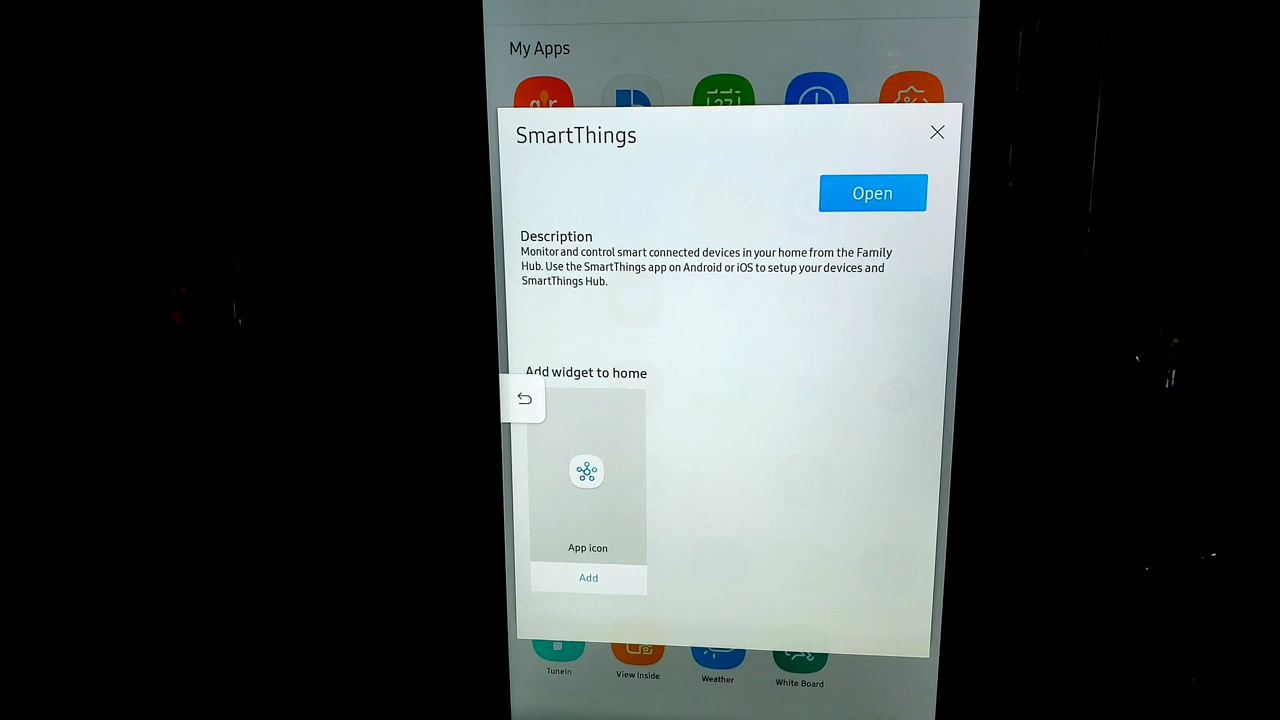 My Apps
27
SmartThings
Open
Description
Monitor and control smart connected devices in your home from the Family
Hub. Use the SmartThings app on Android or iOS to setup your devices and
SmartThings Hub.
Add widget to home
App icon
Add
TuneIn
View Inside
Weather
White Board